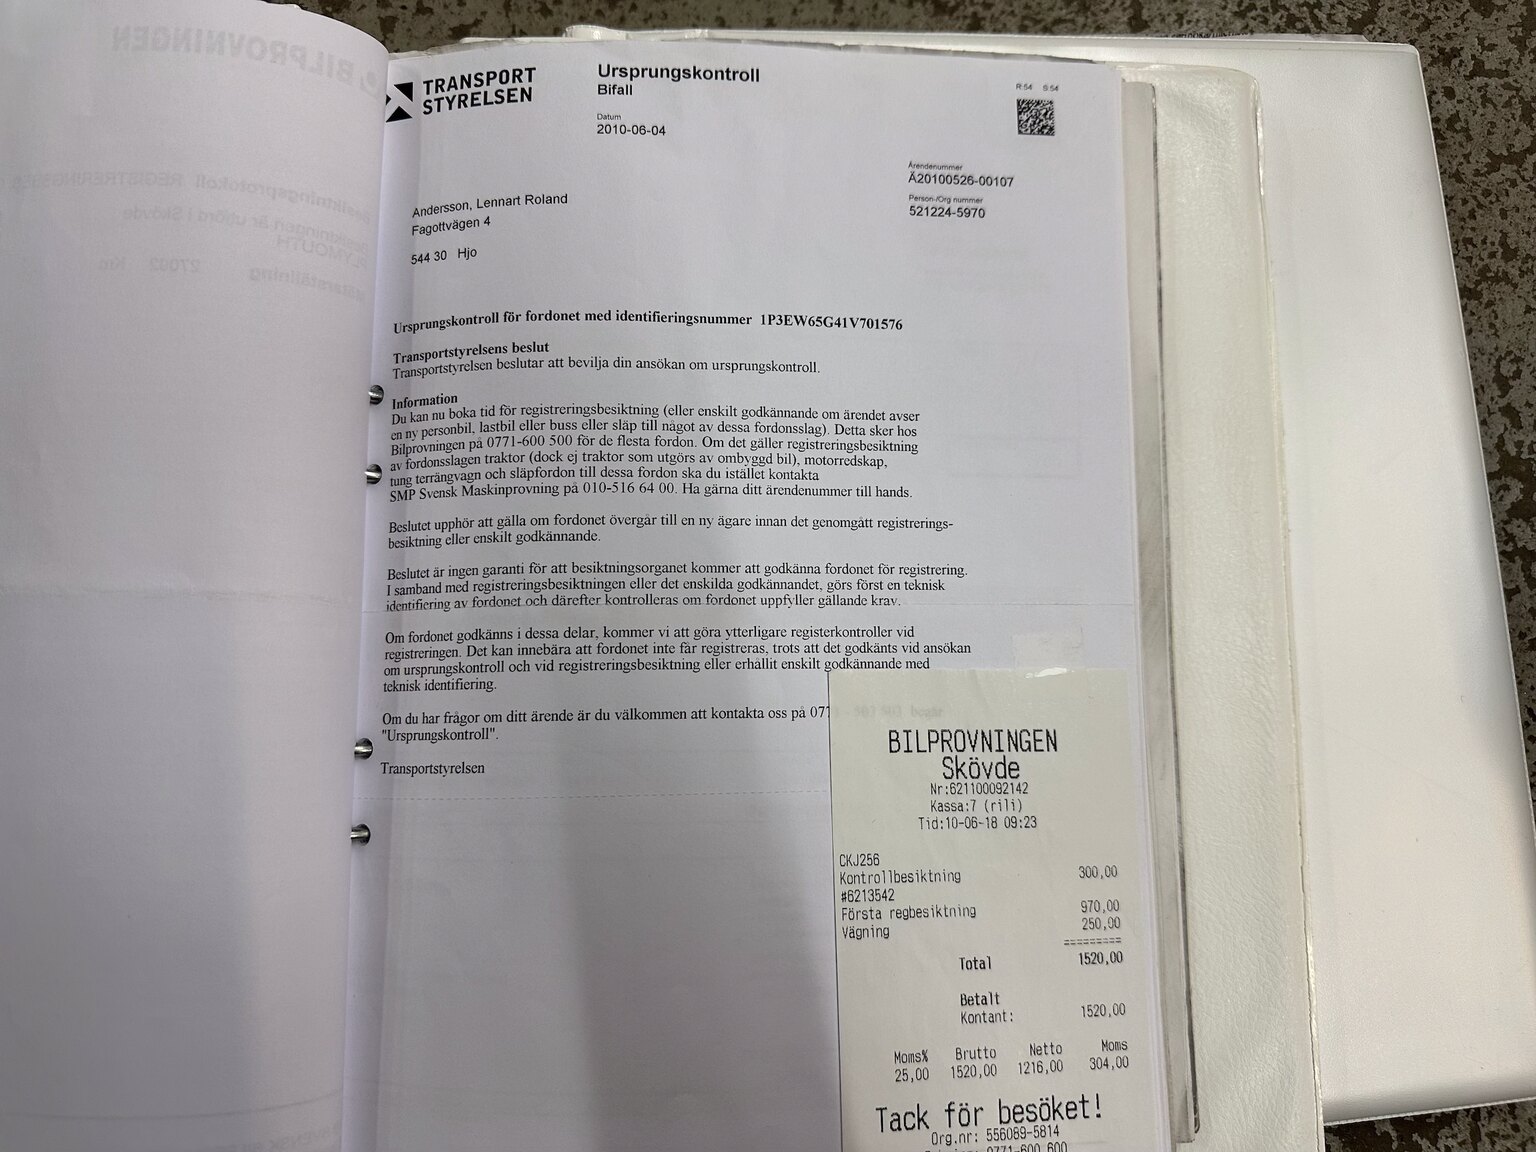 TRANSPORT
STYRELSEN
Ursprungskontroll
Bifall
Datum
2010-06-04
R:54 S:54
Ärendenummer
Ä20100526-00107
Person-/Org nummer
521224-5970
Andersson, Lennart Roland
Fagottvägen 4
544 30 Hjo
Ursprungskontroll för fordonet med identifieringsnummer 1P3EW65G41V701576
Transportstyrelsens beslut
Transportstyrelsen beslutar att bevilja din ansökan om ursprungskontroll.
Information
Du kan nu boka tid för registreringsbesiktning (eller enskilt godkännande om ärendet avser
en ny personbil, lastbil eller buss eller släp till något av dessa fordonsslag). Detta sker hos
Bilprovningen på 0771-600 500 för de flesta fordon. Om det gäller registreringsbesiktning
av fordonsslagen traktor (dock ej traktor som utgörs av ombyggd bil), motorredskap,
tung terrängvagn och släpfordon till dessa fordon ska du istället kontakta
SMP Svensk Maskinprovning på 010-516 64 00. Ha gärna ditt ärendenummer till hands.
Beslutet upphör att gälla om fordonet övergår till en ny ägare innan det genomgått registrerings-
besiktning eller enskilt godkännande.
Beslutet är ingen garanti för att besiktningsorganet kommer att godkänna fordonet för registrering.
I samband med registreringsbesiktningen eller det enskilda godkännandet, görs först en teknisk
identifiering av fordonet och därefter kontrolleras om fordonet uppfyller gällande krav.
Om fordonet godkänns i dessa delar, kommer vi att göra ytterligare registerkontroller vid
registreringen. Det kan innebära att fordonet inte får registreras, trots att det godkänts vid ansökan
om ursprungskontroll och vid registreringsbesiktning eller erhållit enskilt godkännande med
teknisk identifiering.
Om du har frågor om ditt ärende är du välkommen att kontakta oss på 077
"Ursprungskontroll".
Transportstyrelsen
BILPROVNINGEN
Skövde
Nr:621100092142
Kassa:7 (rili)
Tid:10-06-18 09:23
CKJ256
Kontrollbesiktning 300,00
#6213542
Första regbesiktning 970,00
Vägning 250,00
=========
Total 1520,00
Betalt
Kontant: 1520,00
Moms% Brutto Netto Moms
25,00 1520,00 1216,00 304,00
Tack för besöket!
Org.nr: 556089-5814
0771-600 600